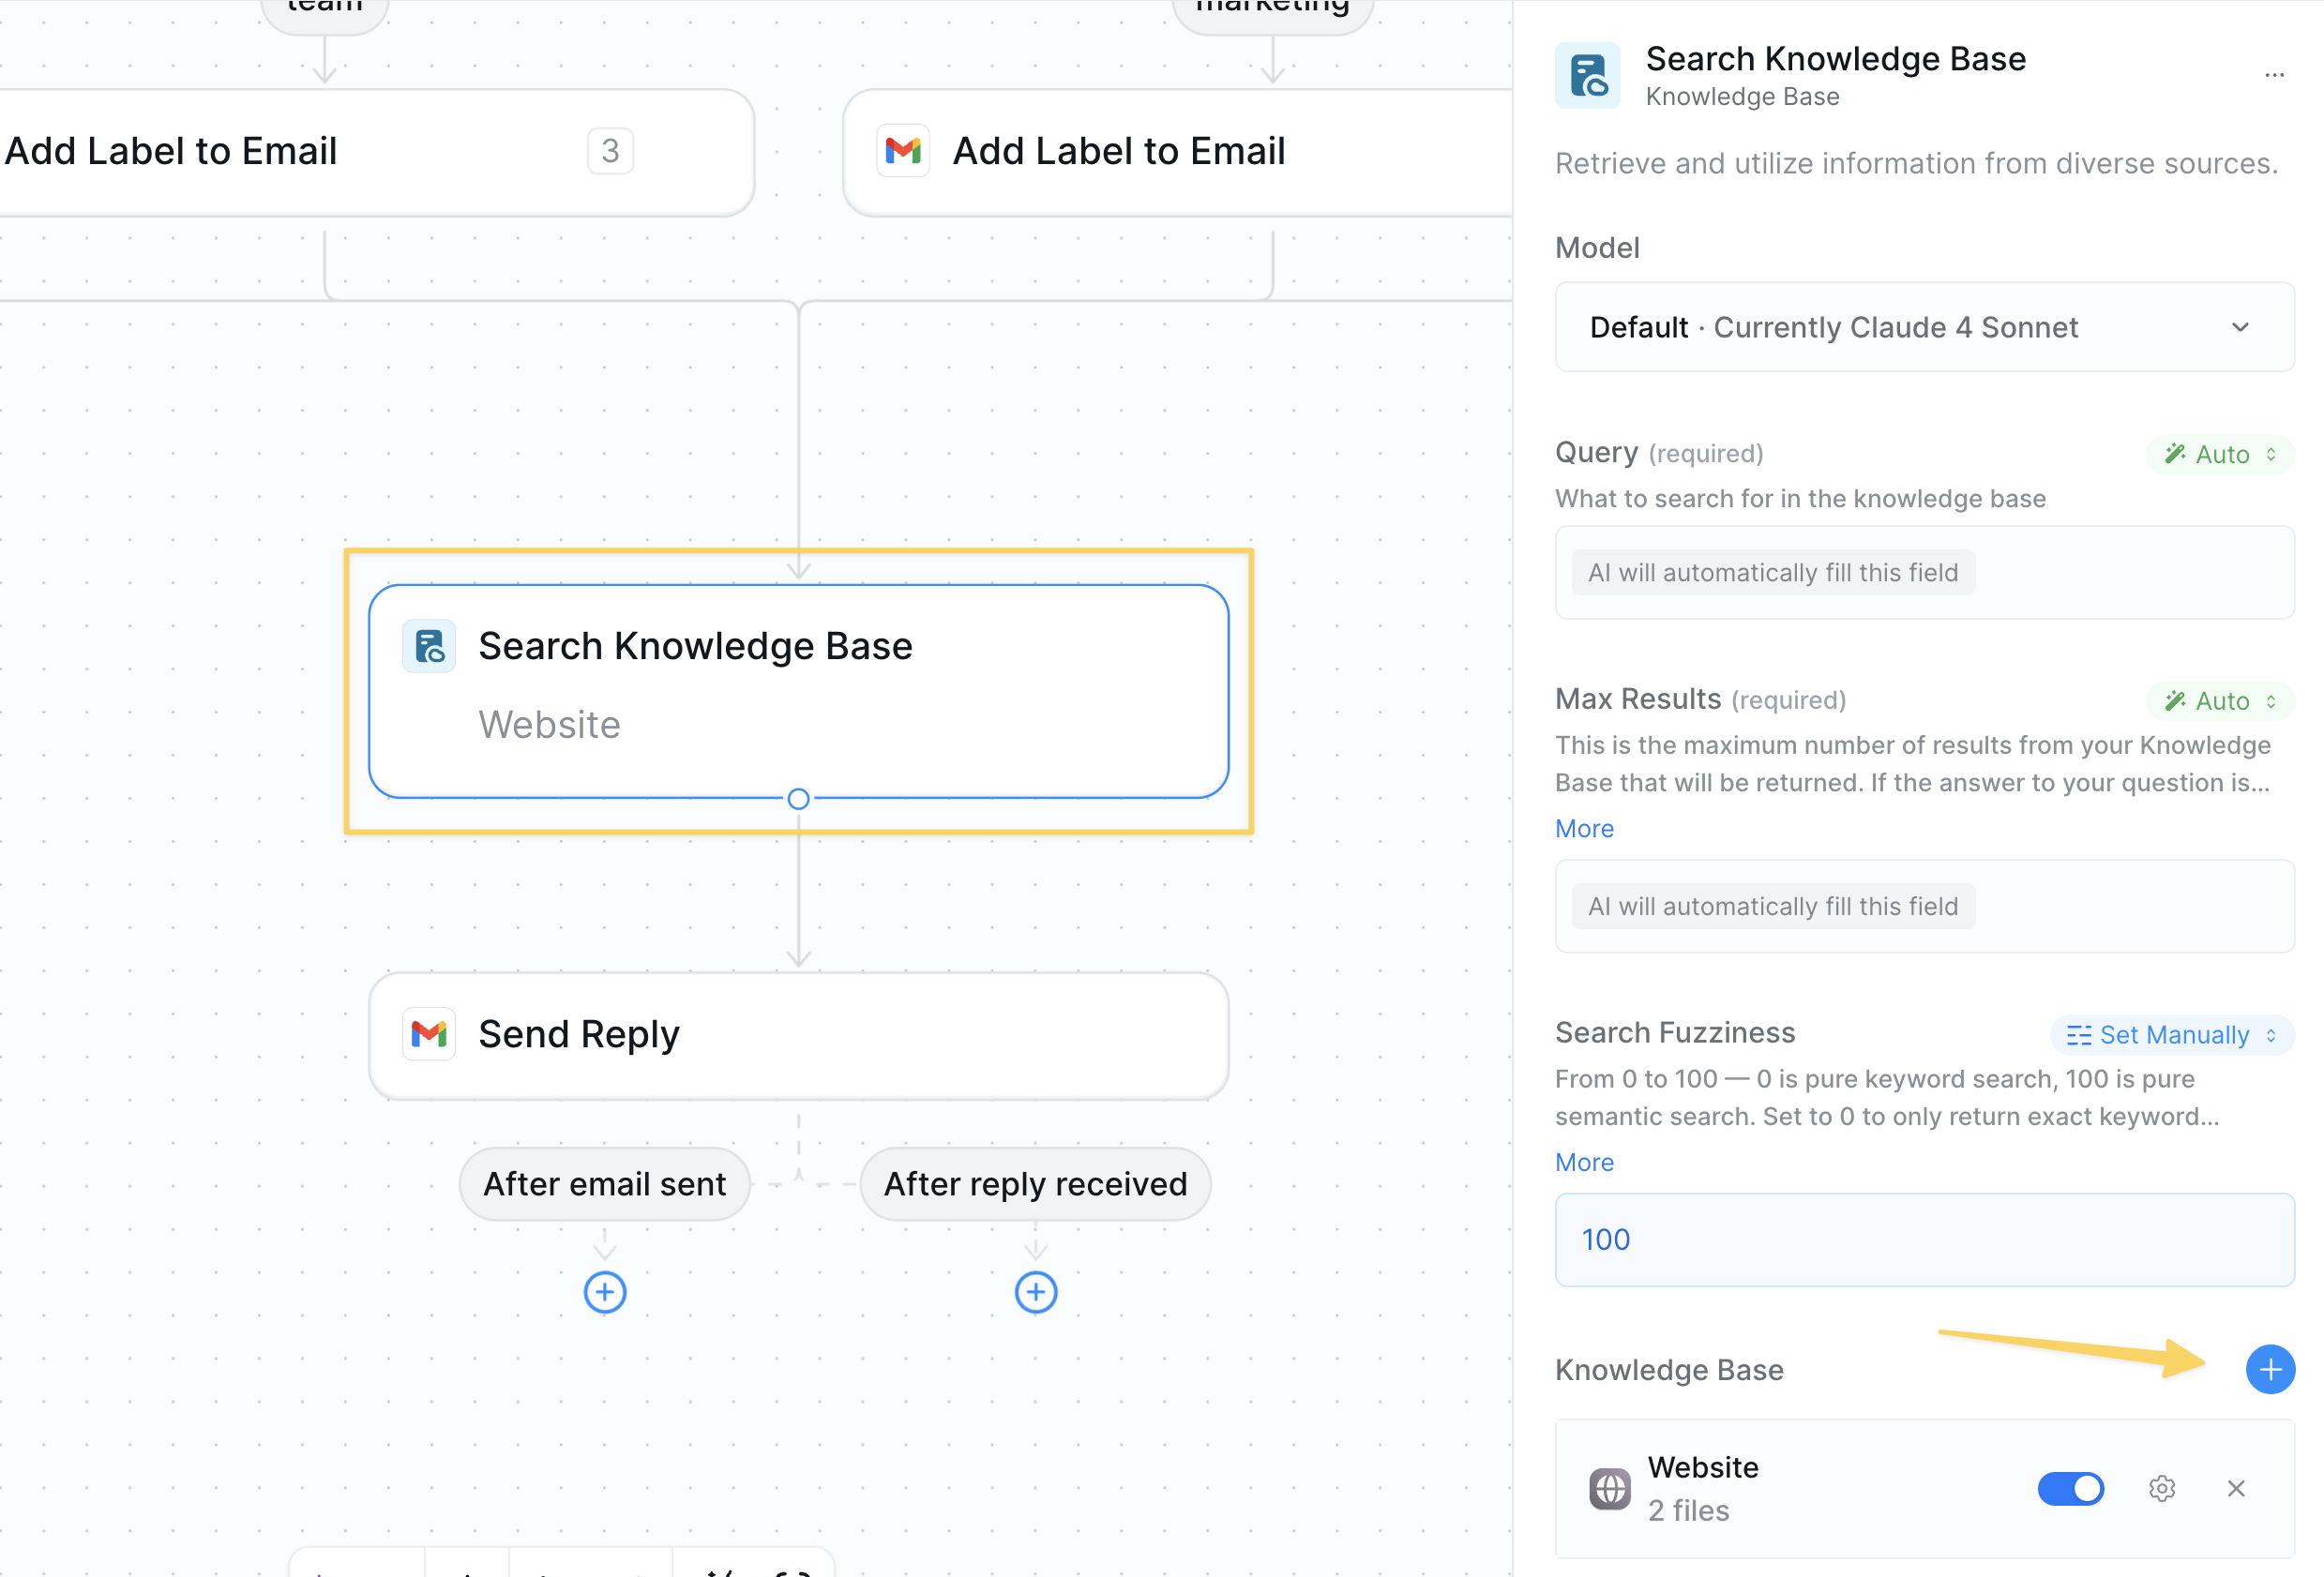 team
marketing
Add Label to Email
3
Add Label to Email
Search Knowledge Base
Website
Send Reply
After email sent
After reply received
Search Knowledge Base
Knowledge Base
Retrieve and utilize information from diverse sources.
Model
Default · Currently Claude 4 Sonnet
Query (required)
Auto
What to search for in the knowledge base
AI will automatically fill this field
Max Results (required)
Auto
This is the maximum number of results from your Knowledge
Base that will be returned. If the answer to your question is...
More
AI will automatically fill this field
Search Fuzziness
Set Manually
From 0 to 100 — 0 is pure keyword search, 100 is pure
semantic search. Set to 0 to only return exact keyword...
More
100
Knowledge Base
Website
2 files